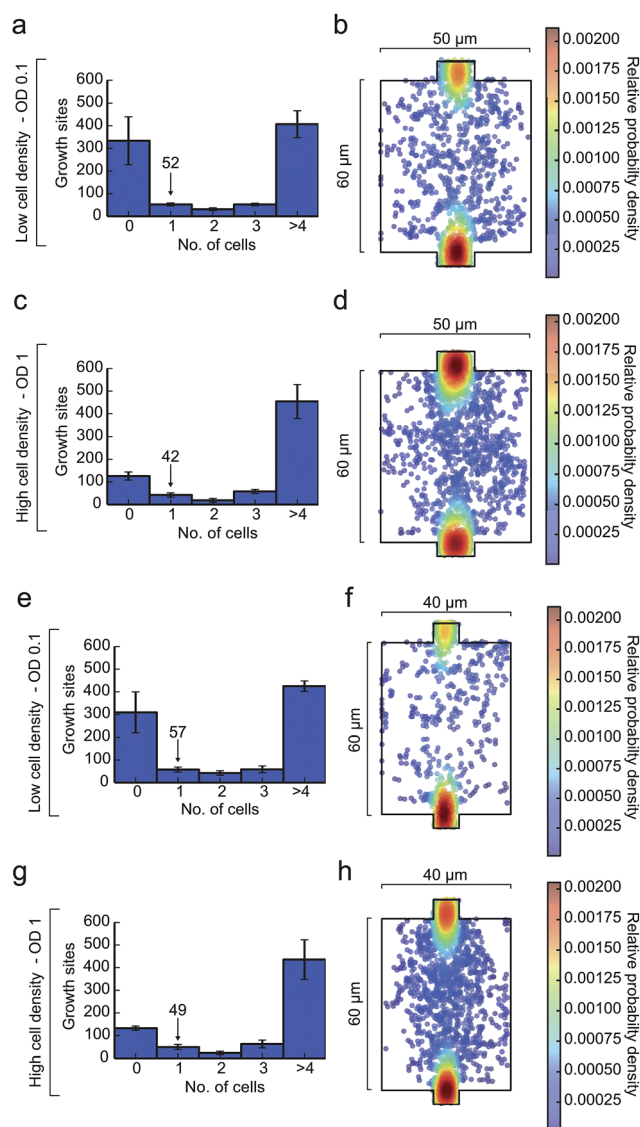 a
Low cell density - OD 0.1
Growth sites
600
500
400
300
200
100
0
52
0 1 2 3 >4
No. of cells
b
50 µm
60 µm
0.00200
0.00175
0.00150
0.00125
0.00100
0.00075
0.00050
0.00025
Relative probabilty density
c
High cell density - OD 1
Growth sites
600
500
400
300
200
100
0
42
0 1 2 3 >4
No. of cells
d
50 µm
60 µm
0.00200
0.00175
0.00150
0.00125
0.00100
0.00075
0.00050
0.00025
Relative probabilty density
e
Low cell density - OD 0.1
Growth sites
600
500
400
300
200
100
0
57
0 1 2 3 >4
No. of cells
f
40 µm
60 µm
0.00200
0.00175
0.00150
0.00125
0.00100
0.00075
0.00050
0.00025
Relative probabilty density
g
High cell density - OD 1
Growth sites
600
500
400
300
200
100
0
49
0 1 2 3 >4
No. of cells
h
40 µm
60 µm
0.00200
0.00175
0.00150
0.00125
0.00100
0.00075
0.00050
0.00025
Relative probabilty density